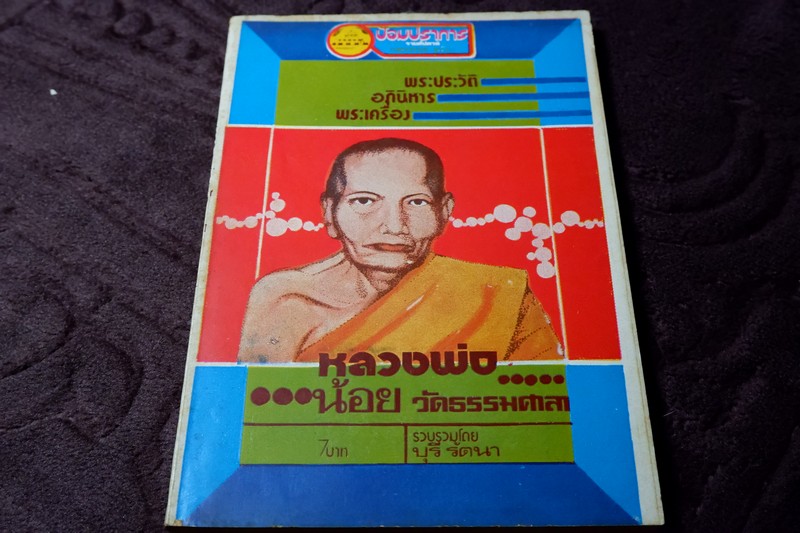 ป้อมปราการ
พระประวัติ
อภินิหาร
พระเครื่อง
หลวงพ่อ.....
...น้อย วัดธรรมศาลา
7บาท
รวบรวมโดย
บุรี รัตนา